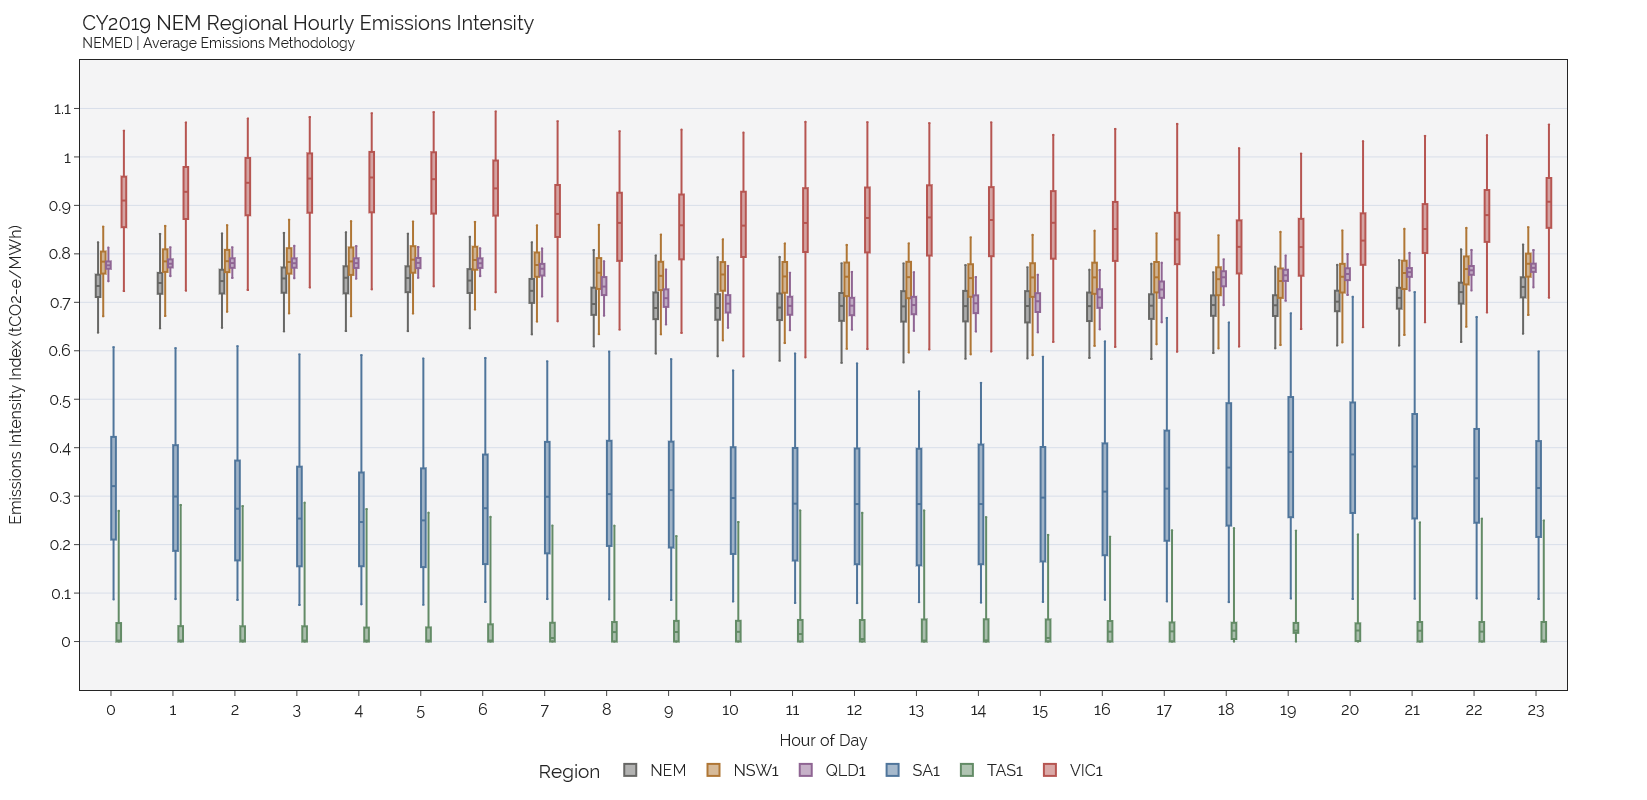 CY2019 NEM Regional Hourly Emissions Intensity
NEMED | Average Emissions Methodology
Emissions Intensity Index (tCO2-e/MWh)
1.1
1
0.9
0.8
0.7
0.6
0.5
0.4
0.3
0.2
0.1
0
0 1 2 3 4 5 6 7 8 9 10 11 12 13 14 15 16 17 18 19 20 21 22 23
Hour of Day
Region NEM NSW1 QLD1 SA1 TAS1 VIC1